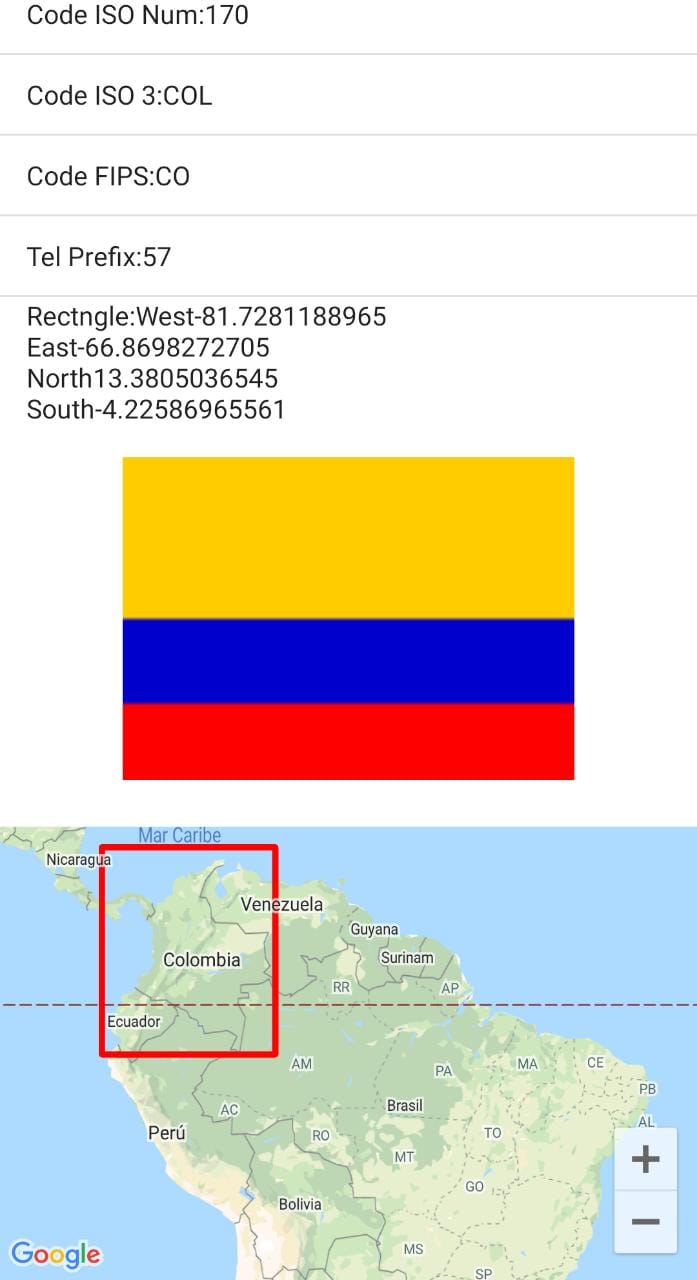 Code ISO Num:170
Code ISO 3:COL
Code FIPS:CO
Tel Prefix:57
Rectngle:West-81.7281188965
East-66.8698272705
North13.3805036545
South-4.22586965561
Mar Caribe
Nicaragua
Venezuela
Guyana
Colombia
Surinam
RR
AP
Ecuador
AM
PA
MA
CE
PB
AC
Brasil
AL
Perú
RO
TO
MT
+
GO
Bolivia
−
MS
Google
SP